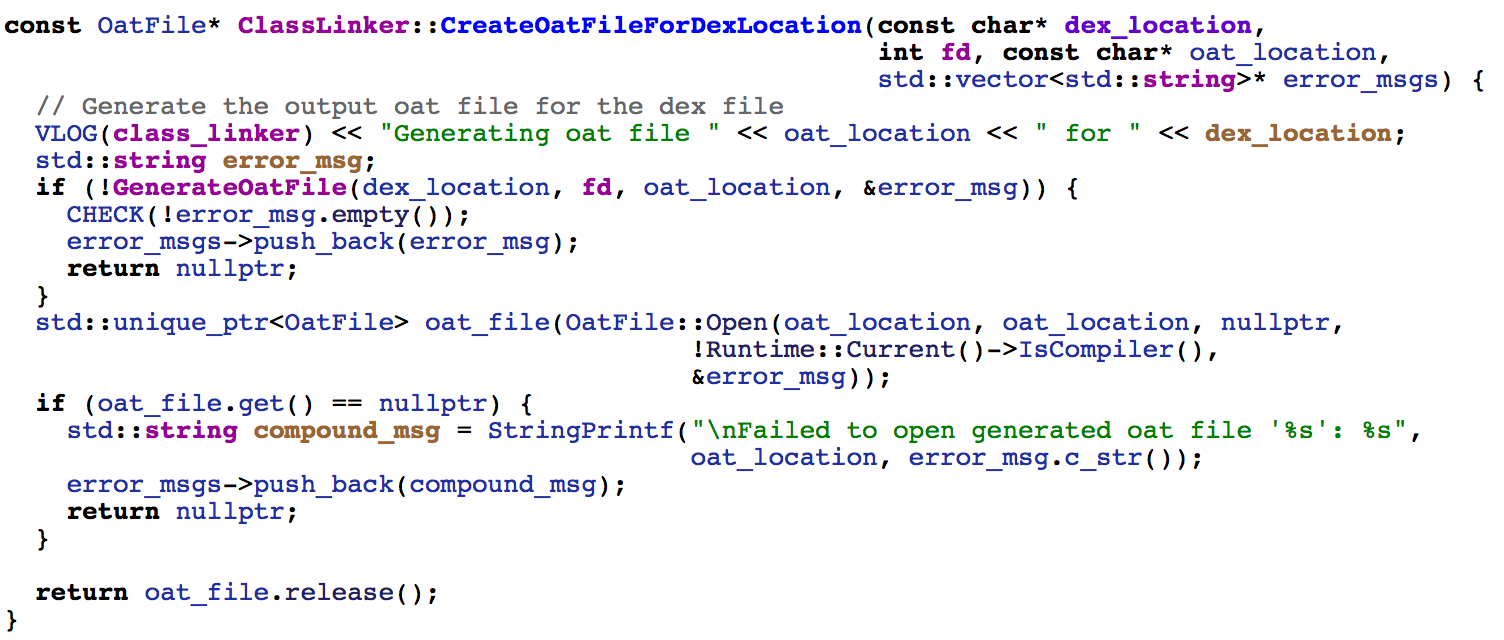 const OatFile* ClassLinker::CreateOatFileForDexLocation(const char* dex_location,
                                                        int fd, const char* oat_location,
                                                        std::vector<std::string>* error_msgs) {
  // Generate the output oat file for the dex file
  VLOG(class_linker) << "Generating oat file " << oat_location << " for " << dex_location;
  std::string error_msg;
  if (!GenerateOatFile(dex_location, fd, oat_location, &error_msg)) {
    CHECK(!error_msg.empty());
    error_msgs->push_back(error_msg);
    return nullptr;
  }
  std::unique_ptr<OatFile> oat_file(OatFile::Open(oat_location, oat_location, nullptr,
                                            !Runtime::Current()->IsCompiler(),
                                            &error_msg));
  if (oat_file.get() == nullptr) {
    std::string compound_msg = StringPrintf("\nFailed to open generated oat file '%s': %s",
                                            oat_location, error_msg.c_str());
    error_msgs->push_back(compound_msg);
    return nullptr;
  }

  return oat_file.release();
}